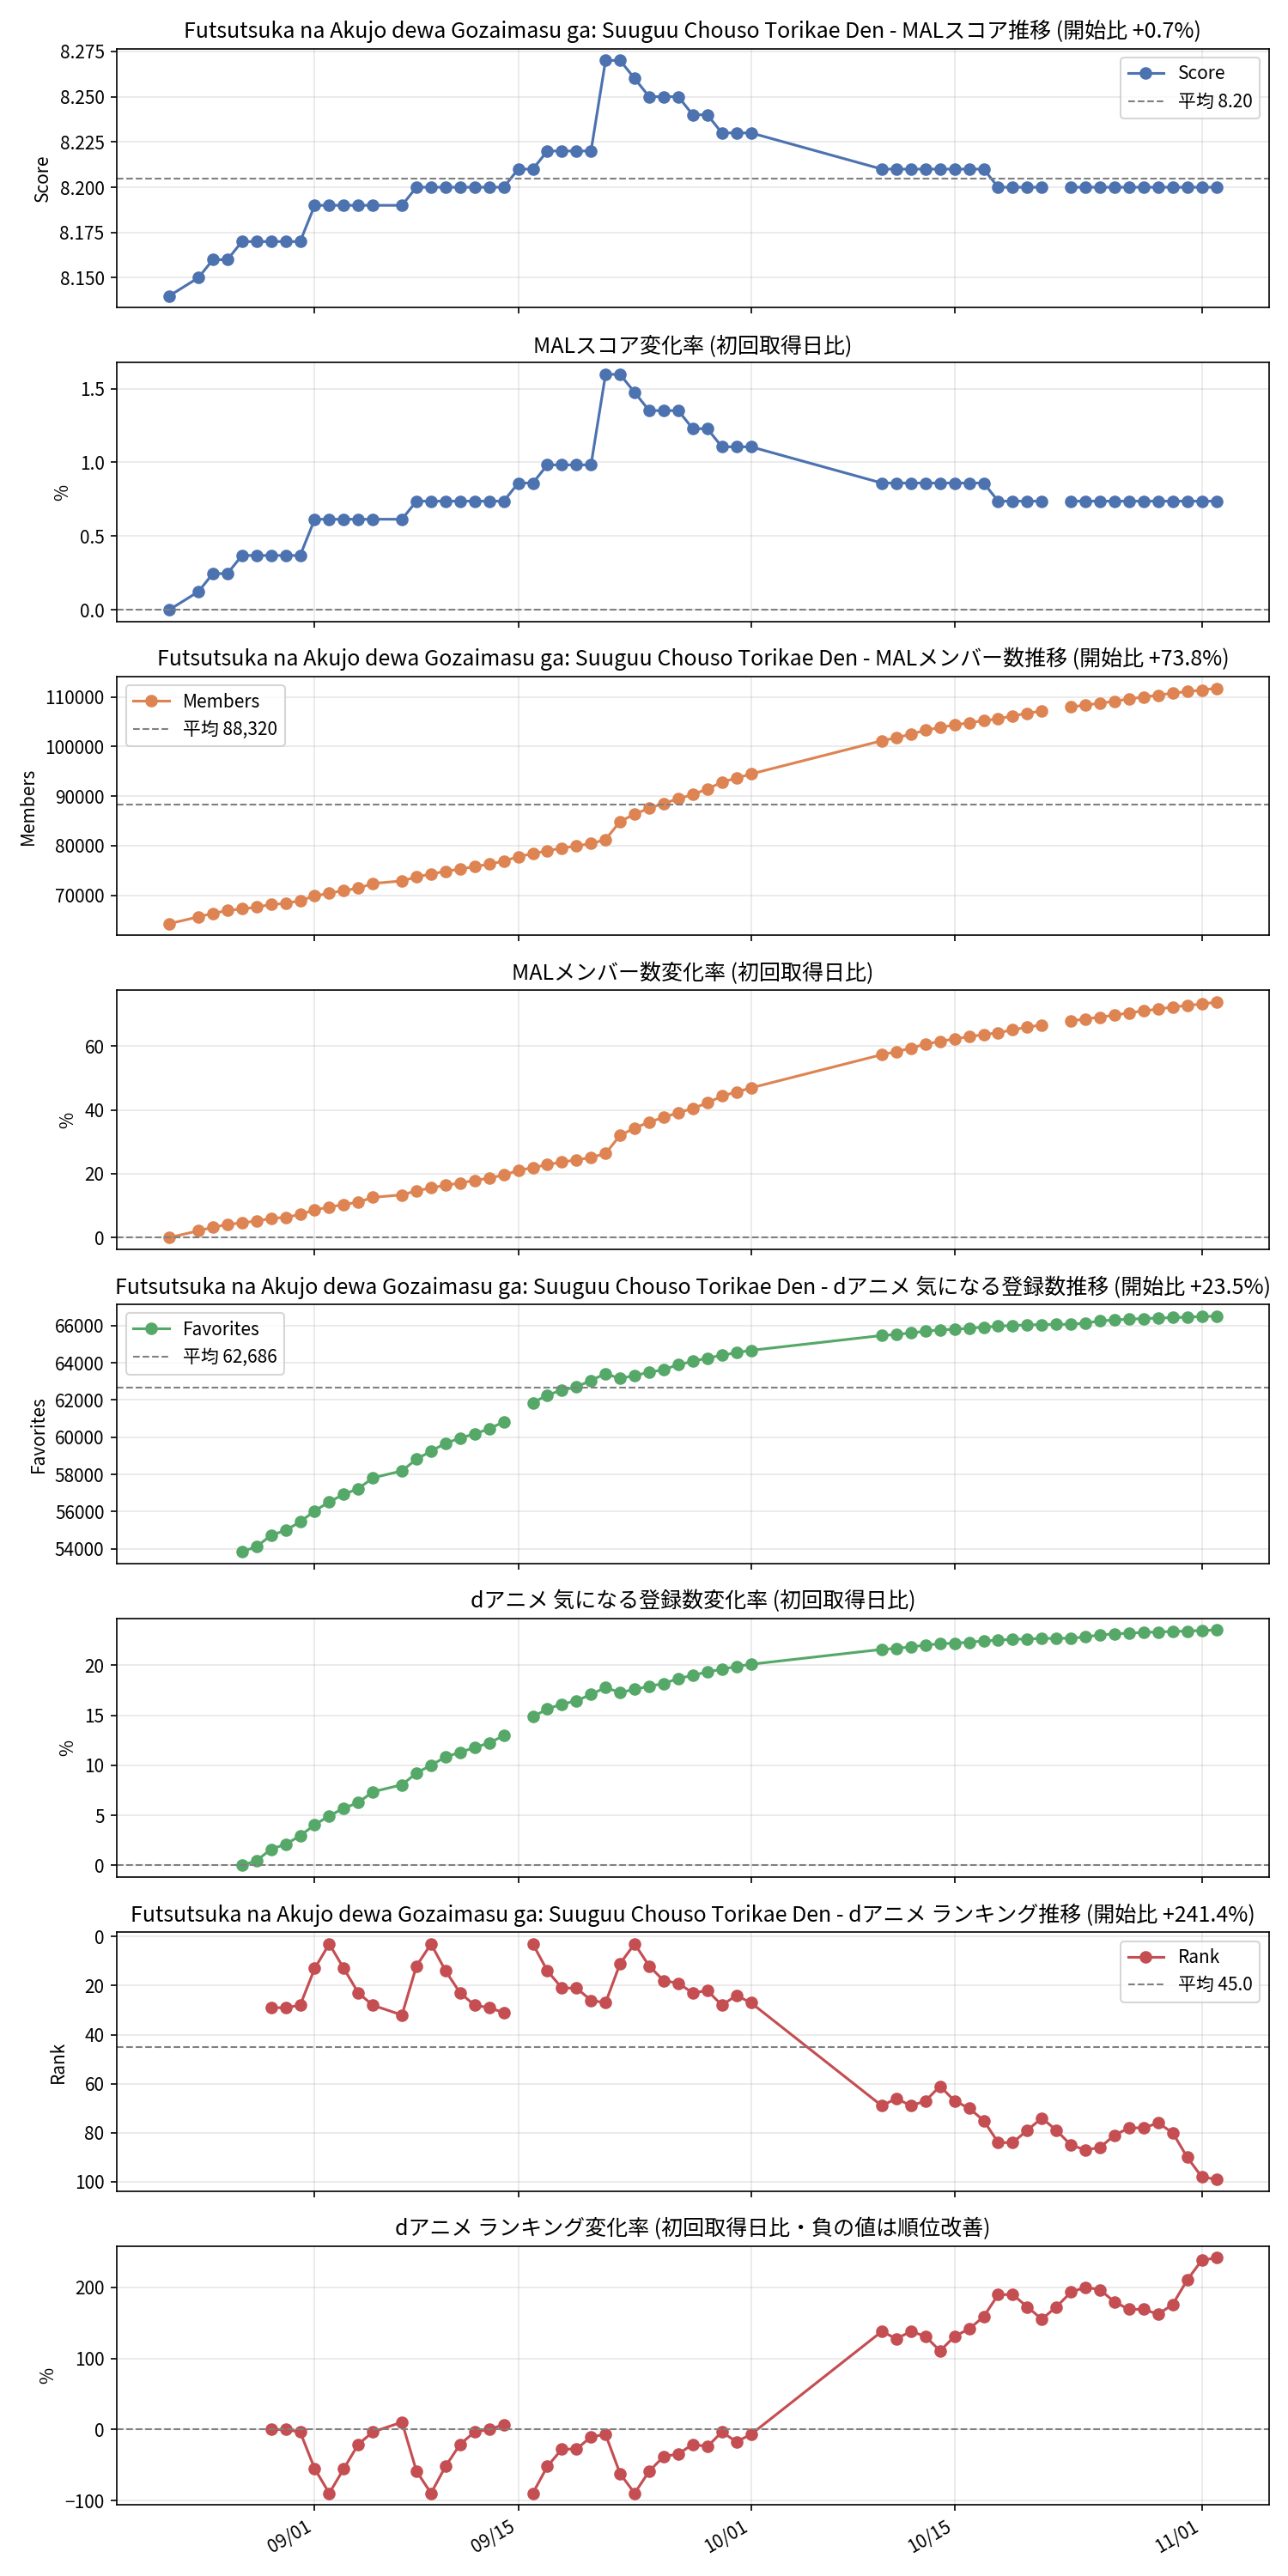 Futsutsuka na Akujo dewa Gozaimasu ga: Suuguu Chouso Torikae Den - MALスコア推移 (開始比 +0.7%)
8.275
8.250
8.225
8.200
8.175
8.150
Score
Score
平均 8.20
MALスコア変化率 (初回取得日比)
1.5
1.0
0.5
0.0
%
Futsutsuka na Akujo dewa Gozaimasu ga: Suuguu Chouso Torikae Den - MALメンバー数推移 (開始比 +73.8%)
110000
100000
90000
80000
70000
Members
Members
平均 88,320
MALメンバー数変化率 (初回取得日比)
60
40
20
0
%
Futsutsuka na Akujo dewa Gozaimasu ga: Suuguu Chouso Torikae Den - dアニメ 気になる登録数推移 (開始比 +23.5%)
66000
64000
62000
60000
58000
56000
54000
Favorites
Favorites
平均 62,686
dアニメ 気になる登録数変化率 (初回取得日比)
20
15
10
5
0
%
Futsutsuka na Akujo dewa Gozaimasu ga: Suuguu Chouso Torikae Den - dアニメ ランキング推移 (開始比 +241.4%)
0
20
40
60
80
100
Rank
Rank
平均 45.0
dアニメ ランキング変化率 (初回取得日比・負の値は順位改善)
200
100
0
−100
%
09/01
09/15
10/01
10/15
11/01